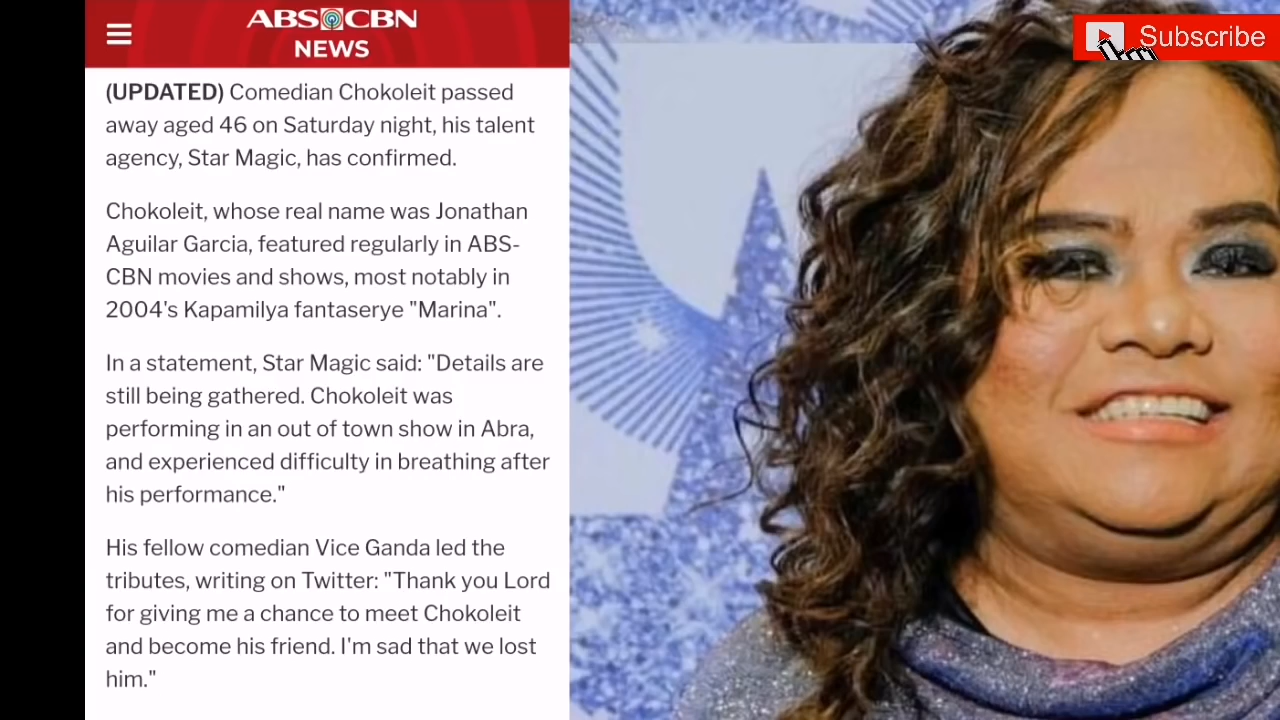 ABS CBN
NEWS
Subscribe
(UPDATED) Comedian Chokoleit passed
away aged 46 on Saturday night, his talent
agency, Star Magic, has confirmed.
Chokoleit, whose real name was Jonathan
Aguilar Garcia, featured regularly in ABS-
CBN movies and shows, most notably in
2004's Kapamilya fantaserye "Marina".
In a statement, Star Magic said: "Details are
still being gathered. Chokoleit was
performing in an out of town show in Abra,
and experienced difficulty in breathing after
his performance."
His fellow comedian Vice Ganda led the
tributes, writing on Twitter: "Thank you Lord
for giving me a chance to meet Chokoleit
and become his friend. I'm sad that we lost
him."